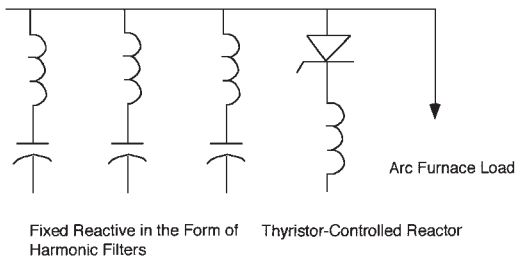 Arc Furnace Load
Fixed Reactive in the Form of
Harmonic Filters
Thyristor-Controlled Reactor